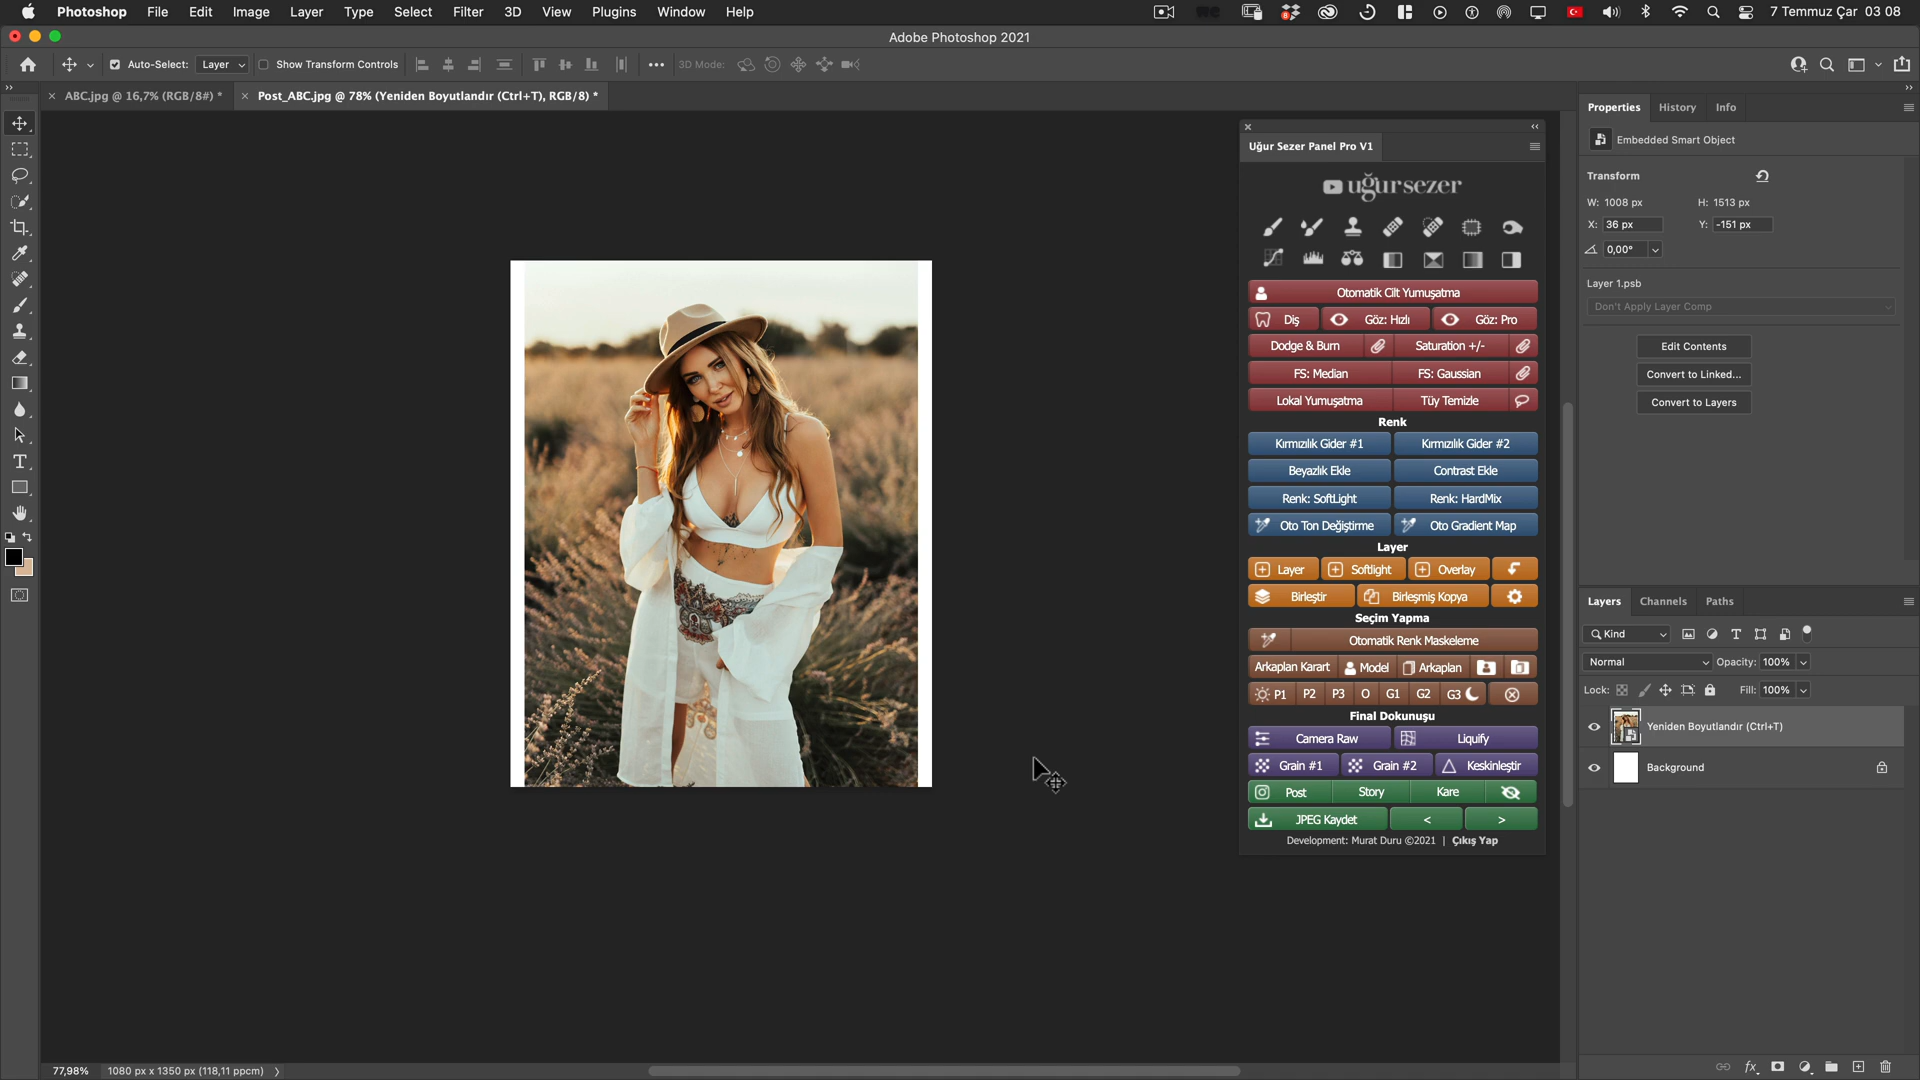 Photoshop File Edit Image Layer Type Select Filter 3D View Plugins Window Help 7 Temmuz Çar 03 08
Adobe Photoshop 2021
Auto-Select: Layer Show Transform Controls 3D Mode:
ABC.jpg @ 16,7% (RGB/8#) * Post_ABC.jpg @ 78% (Yeniden Boyutlandır (Ctrl+T), RGB/8) *
Uğur Sezer Panel Pro V1
uğursezer
Otomatik Cilt Yumuşatma
Diş Göz: Hızlı Göz: Pro
Dodge & Burn Saturation +/-
FS: Median FS: Gaussian
Lokal Yumuşatma Tüy Temizle
Renk
Kırmızılık Gider #1 Kırmızılık Gider #2
Beyazlık Ekle Contrast Ekle
Renk: SoftLight Renk: HardMix
Oto Ton Değiştirme Oto Gradient Map
Layer
Layer Softlight Overlay
Birleştir Birleşmiş Kopya
Seçim Yapma
Otomatik Renk Maskeleme
Arkaplan Karart Model Arkaplan
P1 P2 P3 O G1 G2 G3
Final Dokunuşu
Camera Raw Liquify
Grain #1 Grain #2 Keskinleştir
Post Story Kare
JPEG Kaydet < >
Development: Murat Duru ©2021 | Çıkış Yap
Properties History Info
Embedded Smart Object
Transform
W: 1008 px H: 1513 px
X: 36 px Y: -151 px
0,00°
Layer 1.psb
Don't Apply Layer Comp
Edit Contents
Convert to Linked...
Convert to Layers
Layers Channels Paths
Kind
Normal Opacity: 100%
Lock: Fill: 100%
Yeniden Boyutlandır (Ctrl+T)
Background
77,98% 1080 px x 1350 px (118,11 ppcm)